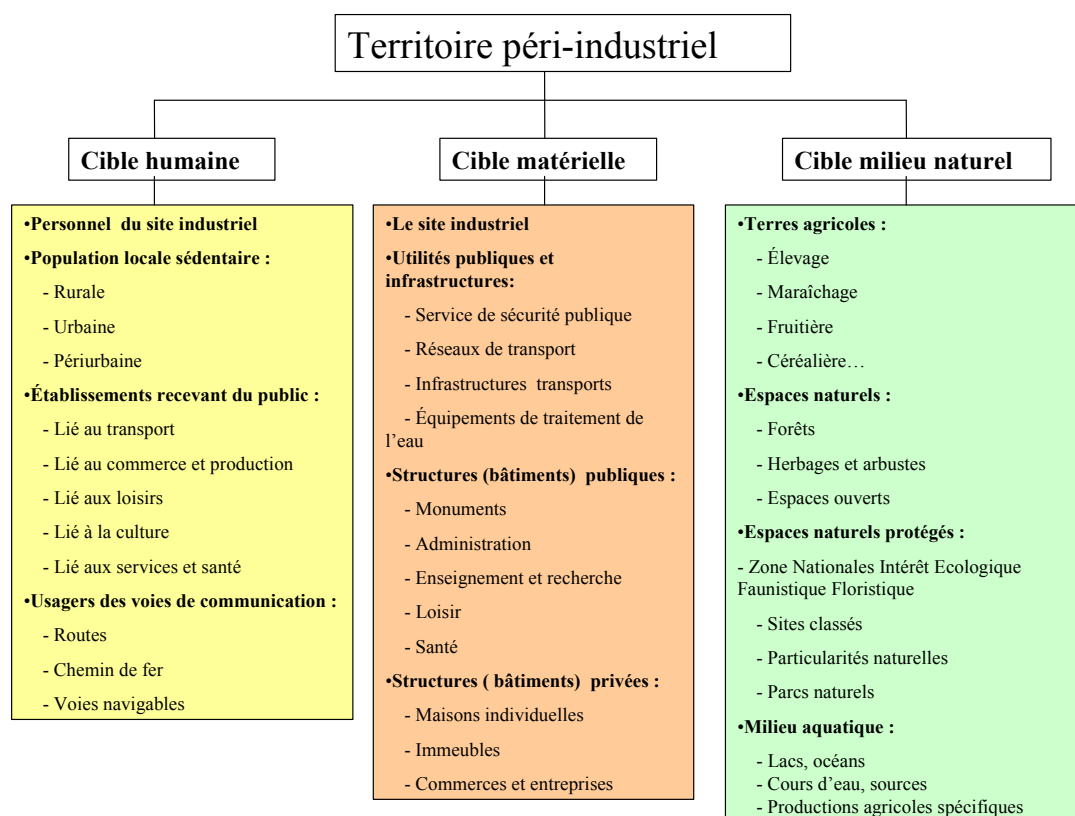 Territoire péri-industriel
Cible humaine
•Personnel du site industriel
•Population locale sédentaire :
- Rurale
- Urbaine
- Périurbaine
•Établissements recevant du public :
- Lié au transport
- Lié au commerce et production
- Lié aux loisirs
- Lié à la culture
- Lié aux services et santé
•Usagers des voies de communication :
- Routes
- Chemin de fer
- Voies navigables
Cible matérielle
•Le site industriel
•Utilités publiques et
infrastructures:
- Service de sécurité publique
- Réseaux de transport
- Infrastructures transports
- Équipements de traitement de
l’eau
•Structures (bâtiments) publiques :
- Monuments
- Administration
- Enseignement et recherche
- Loisir
- Santé
•Structures ( bâtiments) privées :
- Maisons individuelles
- Immeubles
- Commerces et entreprises
Cible milieu naturel
•Terres agricoles :
- Élevage
- Maraîchage
- Fruitière
- Céréalière…
•Espaces naturels :
- Forêts
- Herbages et arbustes
- Espaces ouverts
•Espaces naturels protégés :
- Zone Nationales Intérêt Ecologique
Faunistique Floristique
- Sites classés
- Particularités naturelles
- Parcs naturels
•Milieu aquatique :
- Lacs, océans
- Cours d’eau, sources
- Productions agricoles spécifiques